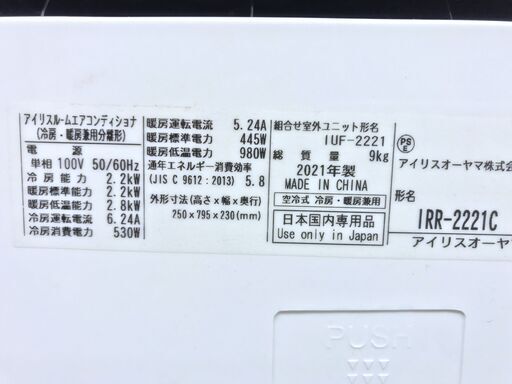 アイリスルームエアコンディショナ
(冷房・暖房兼用分離形)
電源
単相 100V 50/60Hz
冷房能力 2.2kW
暖房標準能力 2.2kW
暖房低温能力 2.8kW
冷房運転電流 6.24A
冷房消費電力 530W
暖房運転電流 5.24A
暖房標準電力 445W
暖房低温電力 980W
通年エネルギー消費効率
(JIS C 9612:2013) 5.8
外形寸法(高さx幅x奥行)
250x795x230(mm)
組合せ室外ユニット形名
IUF-2221
総質量 9kg
2021年製
MADE IN CHINA
空冷式 冷房・暖房兼用
日本国内専用品
Use only in Japan
PS
E
アイリスオーヤマ株式会
形名
IRR-2221C
アイリスオーヤ
PUSH